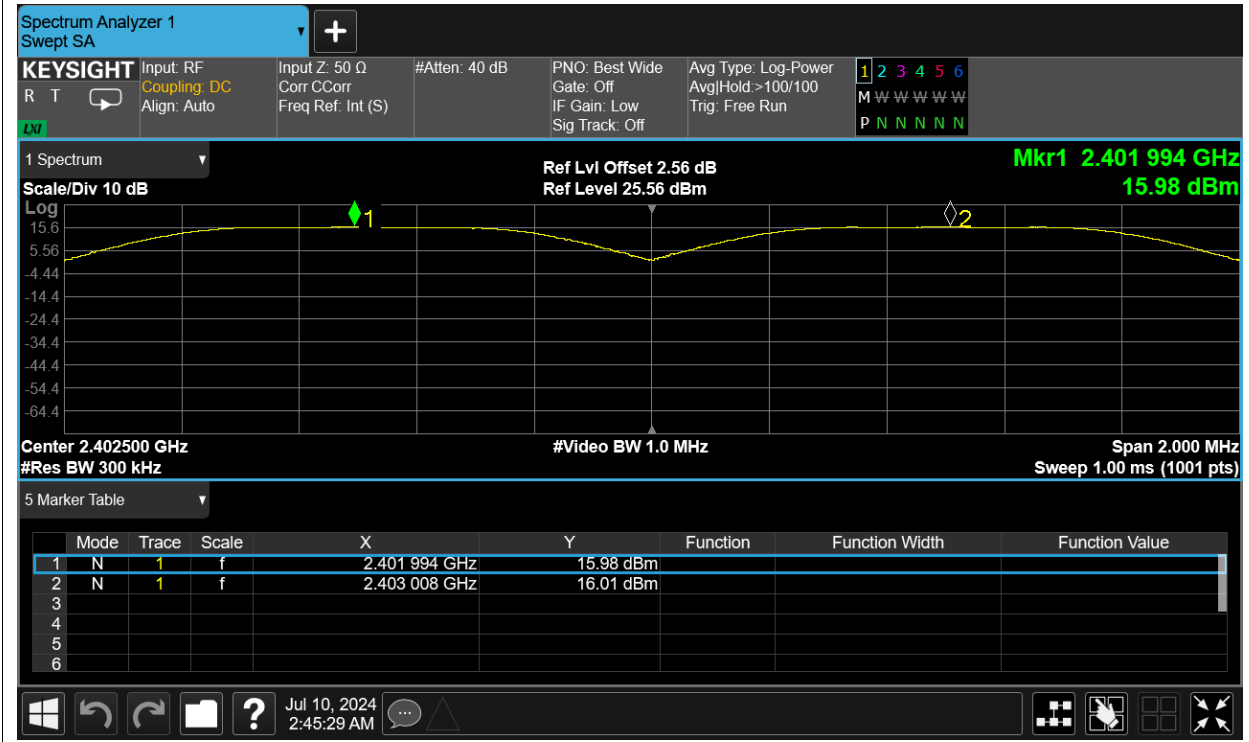 Spectrum Analyzer 1
Swept SA
+
KEYSIGHT
R T
LXI
Input: RF
Coupling: DC
Align: Auto
Input Z: 50 Ω
Corr CCorr
Freq Ref: Int (S)
#Atten: 40 dB
PNO: Best Wide
Gate: Off
IF Gain: Low
Sig Track: Off
Avg Type: Log-Power
Avg|Hold:>100/100
Trig: Free Run
1 2 3 4 5 6
M W W W W W
P N N N N N
1 Spectrum
Scale/Div 10 dB
Log
Ref Lvl Offset 2.56 dB
Ref Level 25.56 dBm
Mkr1 2.401 994 GHz
15.98 dBm
1
2
15.6
5.56
-4.44
-14.4
-24.4
-34.4
-44.4
-54.4
-64.4
Center 2.402500 GHz
#Video BW 1.0 MHz
Span 2.000 MHz
#Res BW 300 kHz
Sweep 1.00 ms (1001 pts)
5 Marker Table
Mode Trace Scale X Y Function Function Width Function Value
1 N 1 f 2.401 994 GHz 15.98 dBm
2 N 1 f 2.403 008 GHz 16.01 dBm
3
4
5
6
?
Jul 10, 2024
2:45:29 AM